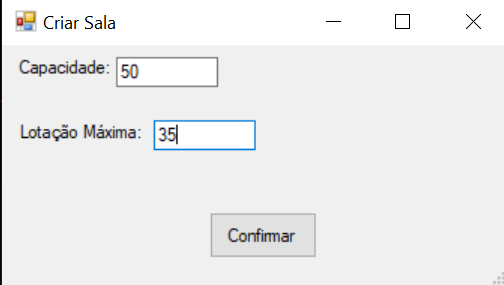 Criar Sala
Capacidade: 50
Lotação Máxima: 35
Confirmar